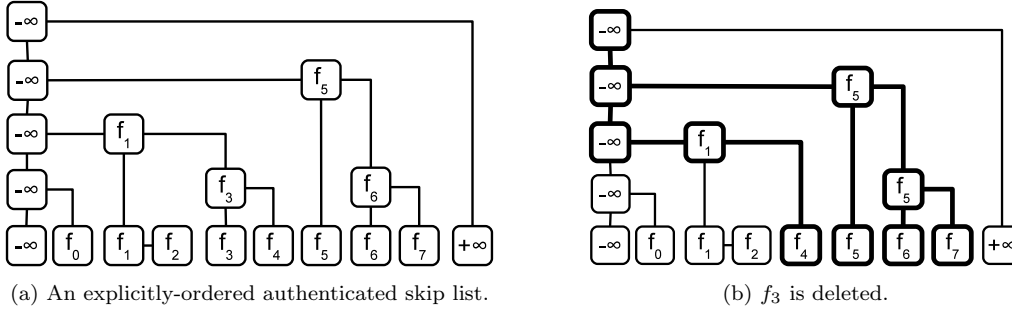 -∞
-∞
-∞ f5 f5
-∞ -∞
-∞ f1 -∞ f1
-∞ f3 f6 -∞ f5
-∞ f0 f1 f2 f3 f4 f5 f6 f7 +∞ -∞ f0 f1 f2 f4 f5 f6 f7 +∞
(a) An explicitly-ordered authenticated skip list. (b) f3 is deleted.